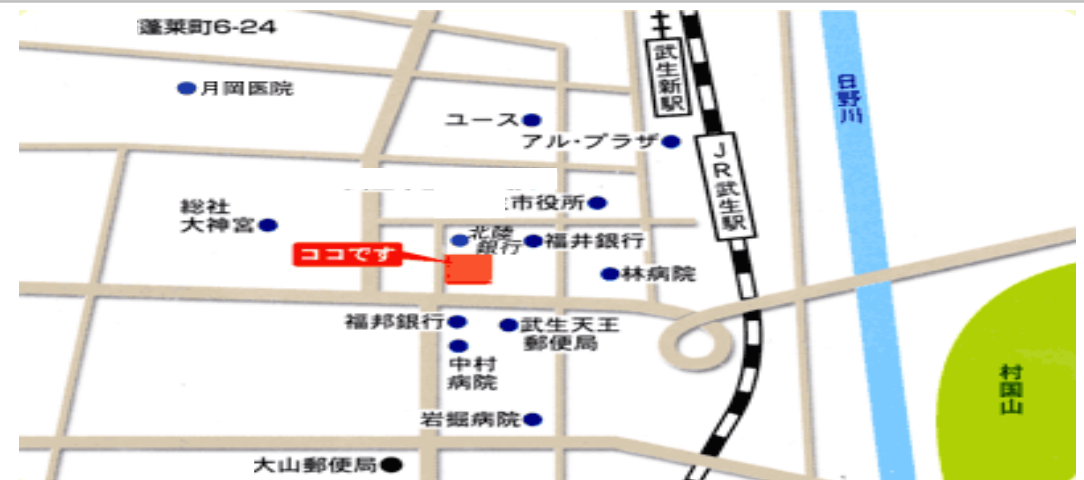 蓬莱町6-24
月岡医院
武生新駅
日野川
ユース
アル・プラザ
JR武生駅
総社
大神宮
市役所
北陸
銀行
福井銀行
ココです
林病院
福邦銀行
武生天王
郵便局
中村
病院
村国山
岩掘病院
大山郵便局